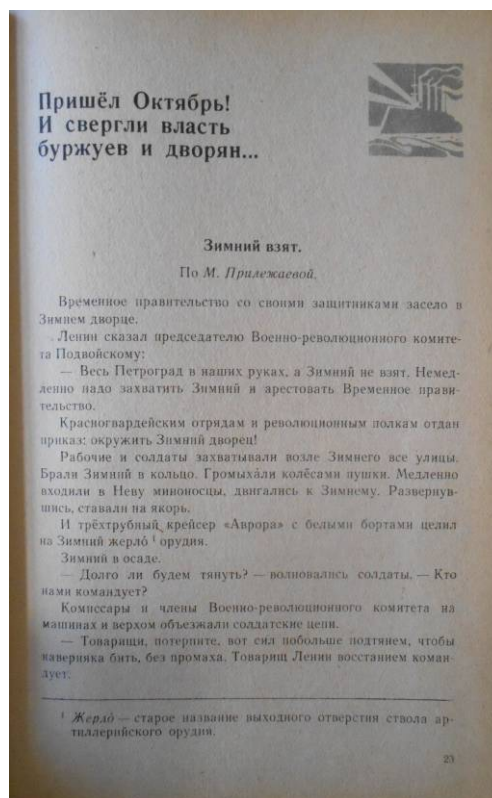 Пришёл Октябрь!
И свергли власть
буржуев и дворян...
Зимний взят.
По М. Прилежаевой.
Временное правительство со своими защитниками засело в
Зимнем дворце.
Ленин сказал председателю Военно-революционного комите-
та Подвойскому:
— Весь Петроград в наших руках, а Зимний не взят. Немед-
ленно надо захватить Зимний и арестовать Временное прави-
тельство.
Красногвардейским отрядам и революционным полкам отдан
приказ: окружить Зимний дворец!
Рабочие и солдаты захватывали возле Зимнего все улицы.
Брали Зимний в кольцо. Громыха́ли колёсами пушки. Медленно
входили в Неву миноносцы, двигались к Зимнему. Развернув-
шись, ставали на якорь.
И трёхтрубный крейсер «Аврора» с белыми бортами целил
на Зимний жерло́ ¹ орудия.
Зимний в осаде.
— Долго ли будем тянуть? — волновались солдаты. — Кто
нами командует?
Комиссары и члены Военно-революционного комитета на
машинах и верхом объезжали солдатские цепи.
— Товарищи, потерпите, вот сил побольше подтянем, чтобы
наверняка бить, без промаха. Товарищ Ленин восстанием коман-
дует.
¹ Жерло́ — старое название выходного отверстия ствола ар-
тиллерийского орудия.
23